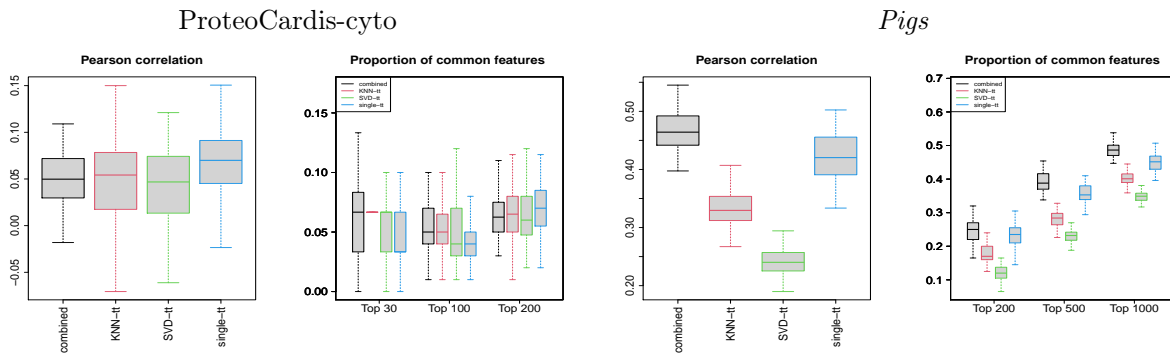 ProteoCardis-cyto
Pigs
Pearson correlation
0.15
0.10
0.05
0.00
−0.05
combined
KNN−tt
SVD−tt
single−tt
Proportion of common features
combined
KNN−tt
SVD−tt
single−tt
0.15
0.10
0.05
0.00
Top 30 Top 100 Top 200
Pearson correlation
0.50
0.40
0.30
0.20
combined
KNN−tt
SVD−tt
single−tt
Proportion of common features
combined
KNN−tt
SVD−tt
single−tt
0.7
0.6
0.5
0.4
0.3
0.2
0.1
Top 200 Top 500 Top 1000